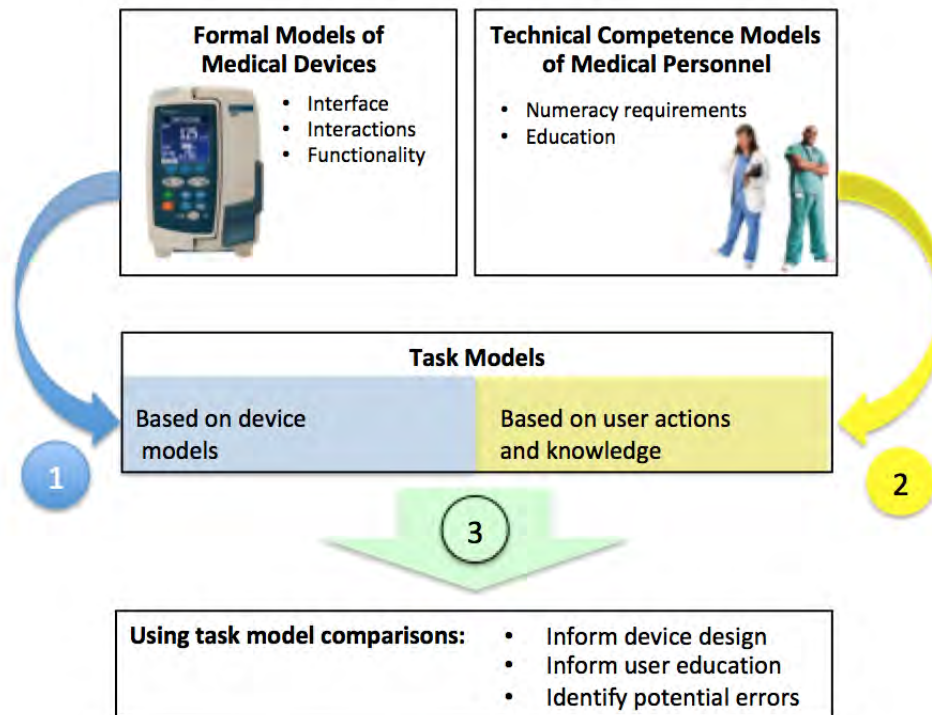 Formal Models of
Medical Devices
• Interface
• Interactions
• Functionality
Technical Competence Models
of Medical Personnel
• Numeracy requirements
• Education
Task Models
Based on device
models
Based on user actions
and knowledge
1
2
3
Using task model comparisons:
• Inform device design
• Inform user education
• Identify potential errors